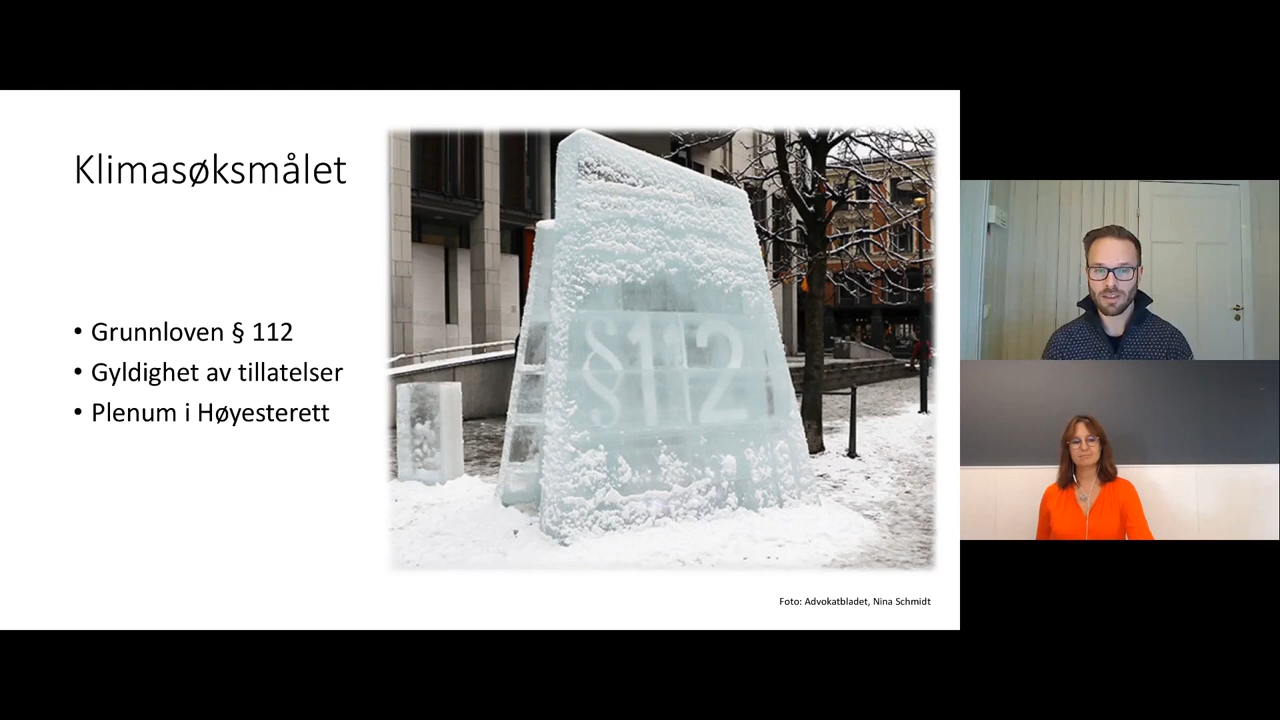 Klimasøksmålet
• Grunnloven § 112
• Gyldighet av tillatelser
• Plenum i Høyesterett
§112
Foto: Advokatbladet, Nina Schmidt